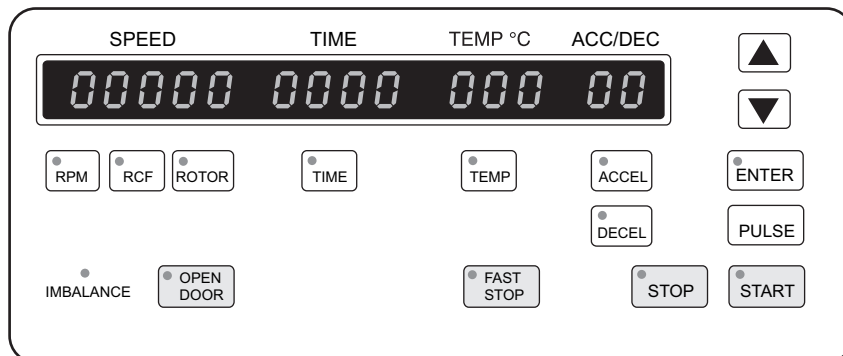 SPEED TIME TEMP °C ACC/DEC
00000 0000 000 00
RPM RCF ROTOR TIME TEMP ACCEL ENTER
DECEL PULSE
IMBALANCE OPEN DOOR FAST STOP STOP START